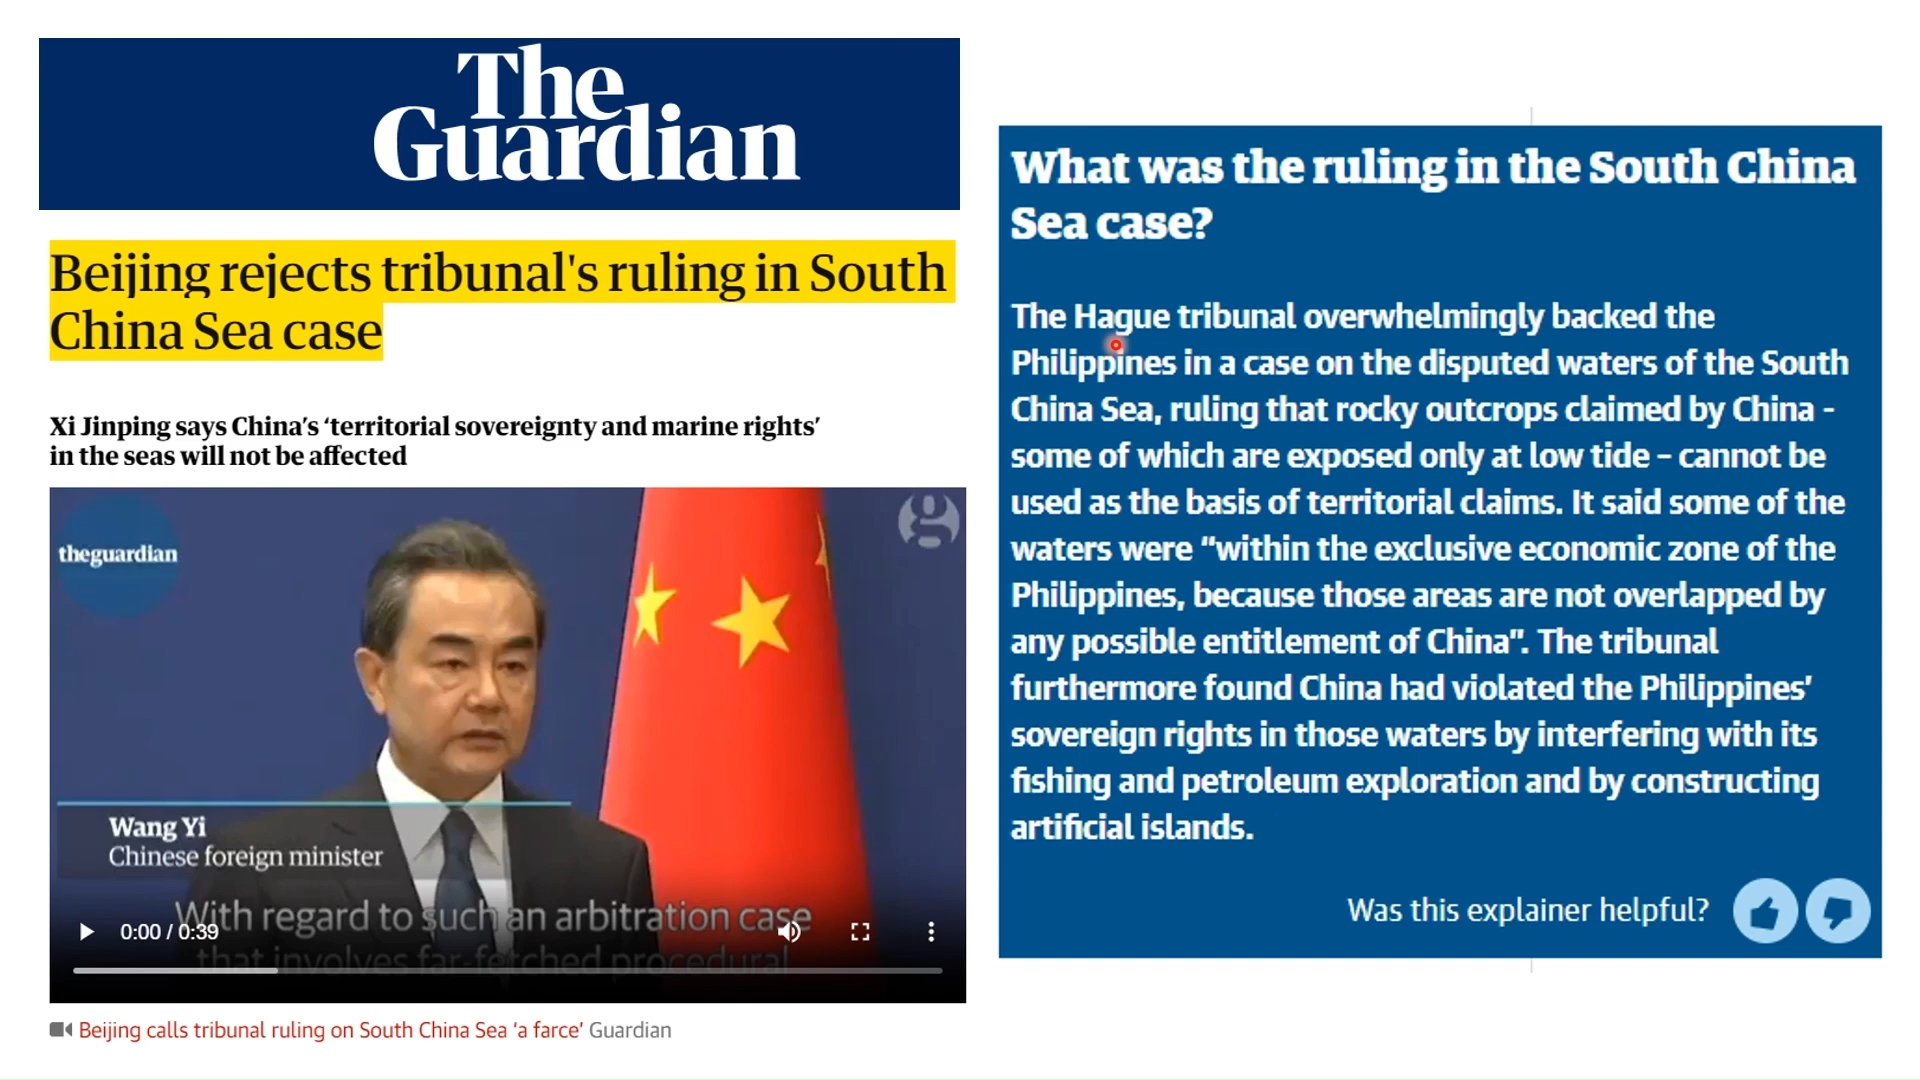 The
Guardian
Beijing rejects tribunal's ruling in South
China Sea case
Xi Jinping says China's ‘territorial sovereignty and marine rights’
in the seas will not be affected
theguardian
Wang Yi
Chinese foreign minister
With regard to such an arbitration case
that involves far-fetched procedural
0:00 / 0:39
Beijing calls tribunal ruling on South China Sea ‘a farce’ Guardian
What was the ruling in the South China
Sea case?
The Hague tribunal overwhelmingly backed the
Philippines in a case on the disputed waters of the South
China Sea, ruling that rocky outcrops claimed by China –
some of which are exposed only at low tide – cannot be
used as the basis of territorial claims. It said some of the
waters were “within the exclusive economic zone of the
Philippines, because those areas are not overlapped by
any possible entitlement of China”. The tribunal
furthermore found China had violated the Philippines’
sovereign rights in those waters by interfering with its
fishing and petroleum exploration and by constructing
artificial islands.
Was this explainer helpful?